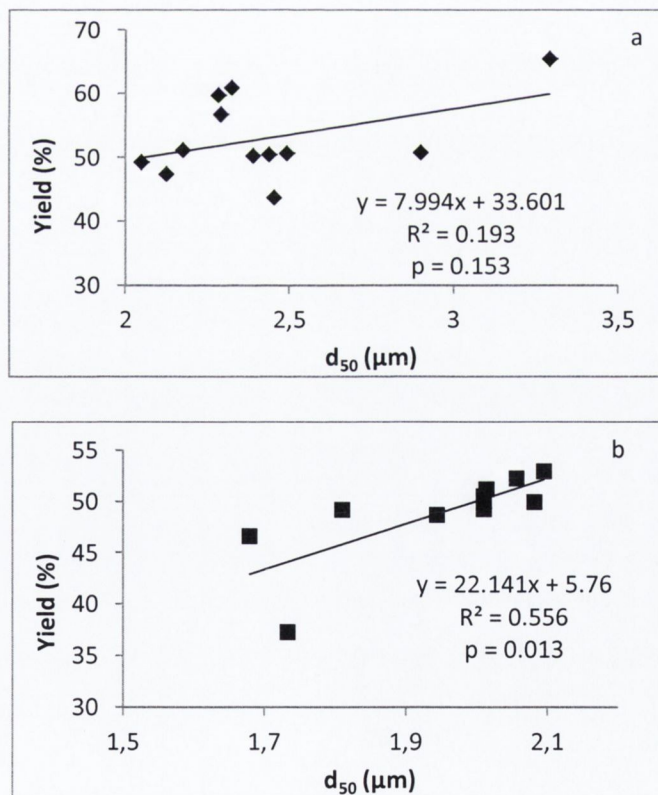 a
70
60
50
40
30
Yield (%)
y = 7.994x + 33.601
R² = 0.193
p = 0.153
2 2,5 3 3,5
d₅₀ (µm)
b
55
50
45
40
35
30
Yield (%)
y = 22.141x + 5.76
R² = 0.556
p = 0.013
1,5 1,7 1,9 2,1
d₅₀ (µm)